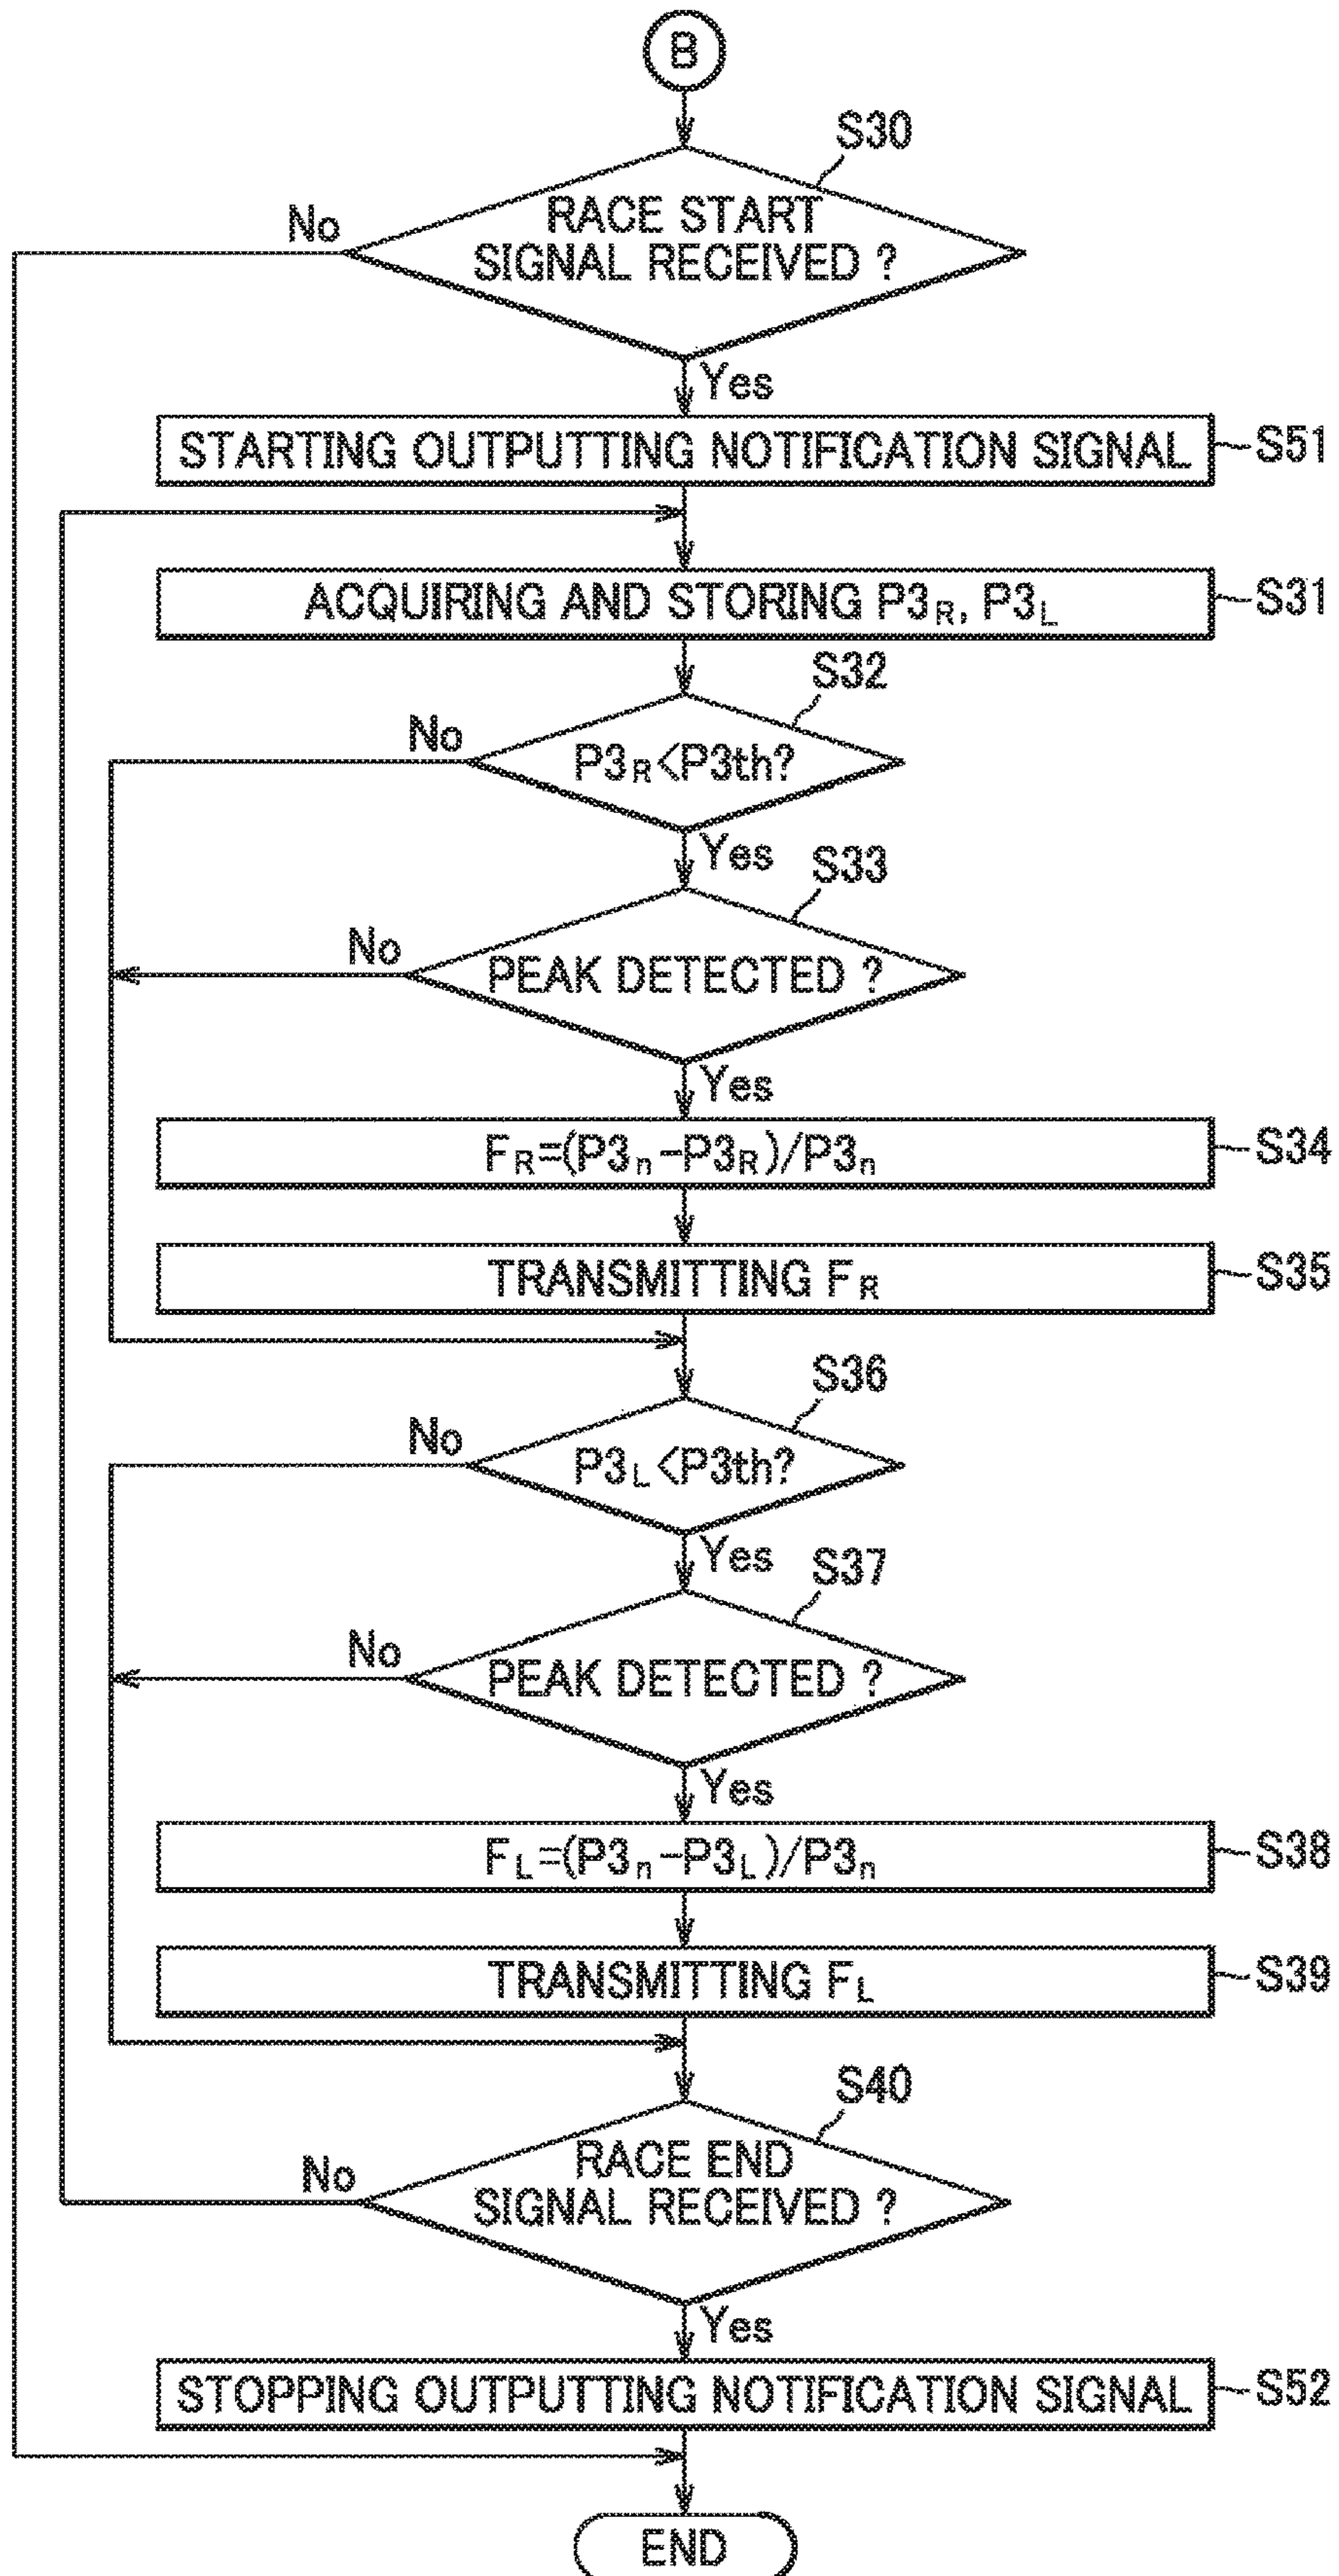 B
S30
No
RACE START
SIGNAL RECEIVED ?
Yes
STARTING OUTPUTTING NOTIFICATION SIGNAL
S51
ACQUIRING AND STORING P3R, P3L
S31
S32
No
P3R<P3th?
Yes
S33
No
PEAK DETECTED ?
Yes
FR=(P3n-P3R)/P3n
S34
TRANSMITTING FR
S35
S36
No
P3L<P3th?
Yes
S37
No
PEAK DETECTED ?
Yes
FL=(P3n-P3L)/P3n
S38
TRANSMITTING FL
S39
S40
No
RACE END
SIGNAL RECEIVED ?
Yes
STOPPING OUTPUTTING NOTIFICATION SIGNAL
S52
END